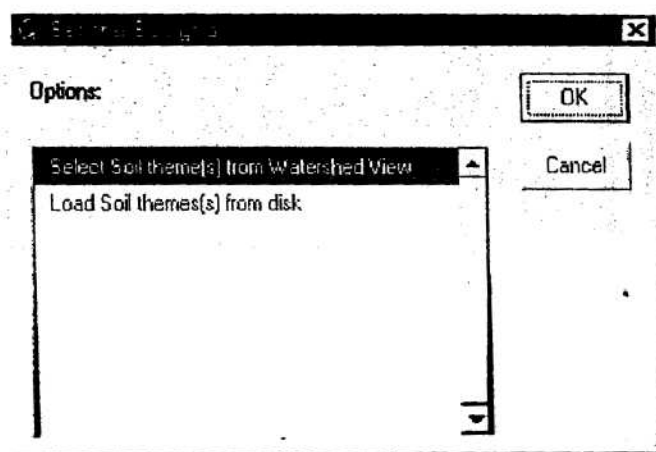 Options:
OK
Select Soil theme(s) from Watershed View
Cancel
Load Soil themes(s) from disk